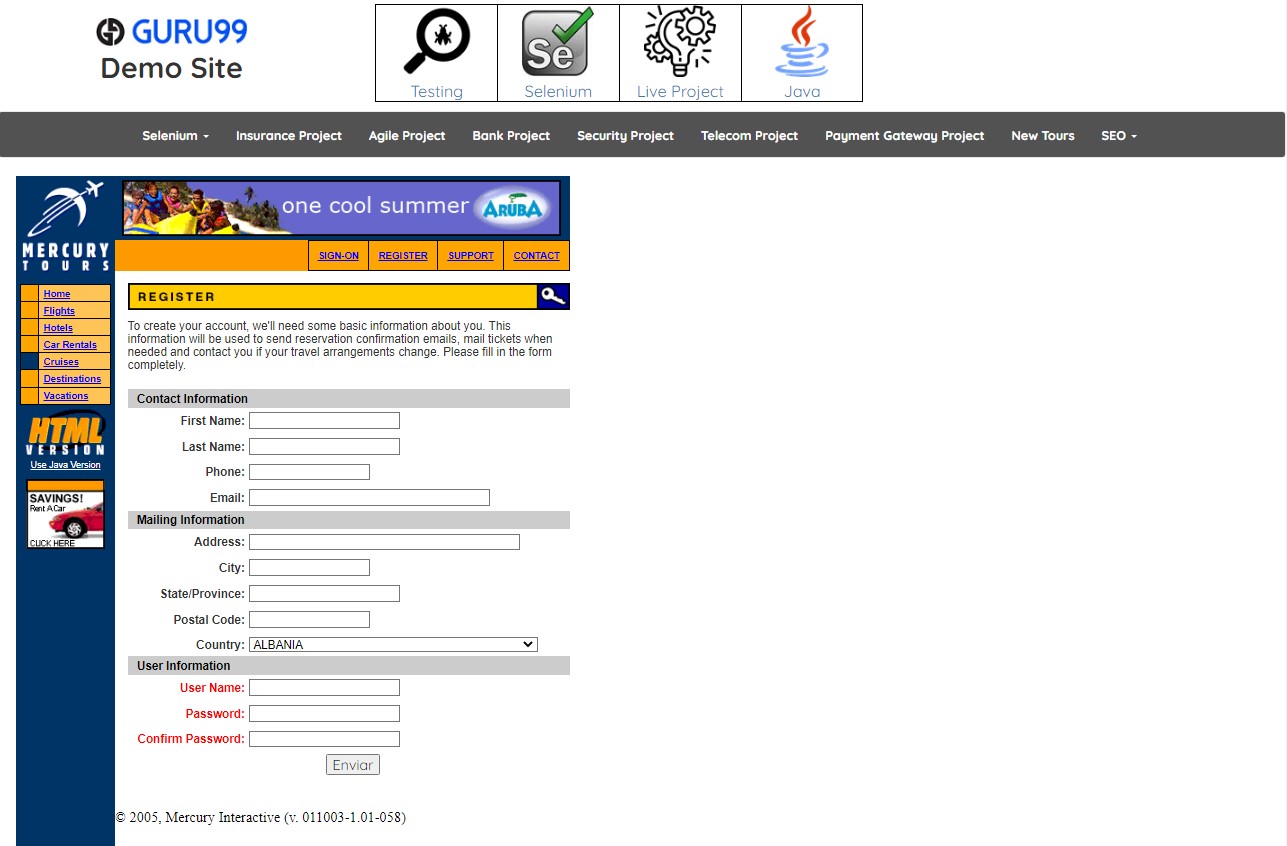 GURU99
Demo Site
Se
Testing
Selenium
Live Project
Java
Selenium
Insurance Project
Agile Project
Bank Project
Security Project
Telecom Project
Payment Gateway Project
New Tours
SEO
MERCURY
TOURS
one cool summer
ARUBA
SIGN-ON
REGISTER
SUPPORT
CONTACT
Home
Flights
Hotels
Car Rentals
Cruises
Destinations
Vacations
HTML
VERSION
Use Java Version
SAVINGS!
Rent A Car
CLICK HERE
REGISTER
To create your account, we'll need some basic information about you. This
information will be used to send reservation confirmation emails, mail tickets when
needed and contact you if your travel arrangements change. Please fill in the form
completely.
Contact Information
First Name:
Last Name:
Phone:
Email:
Mailing Information
Address:
City:
State/Province:
Postal Code:
Country: ALBANIA
User Information
User Name:
Password:
Confirm Password:
Enviar
© 2005, Mercury Interactive (v. 011003-1.01-058)